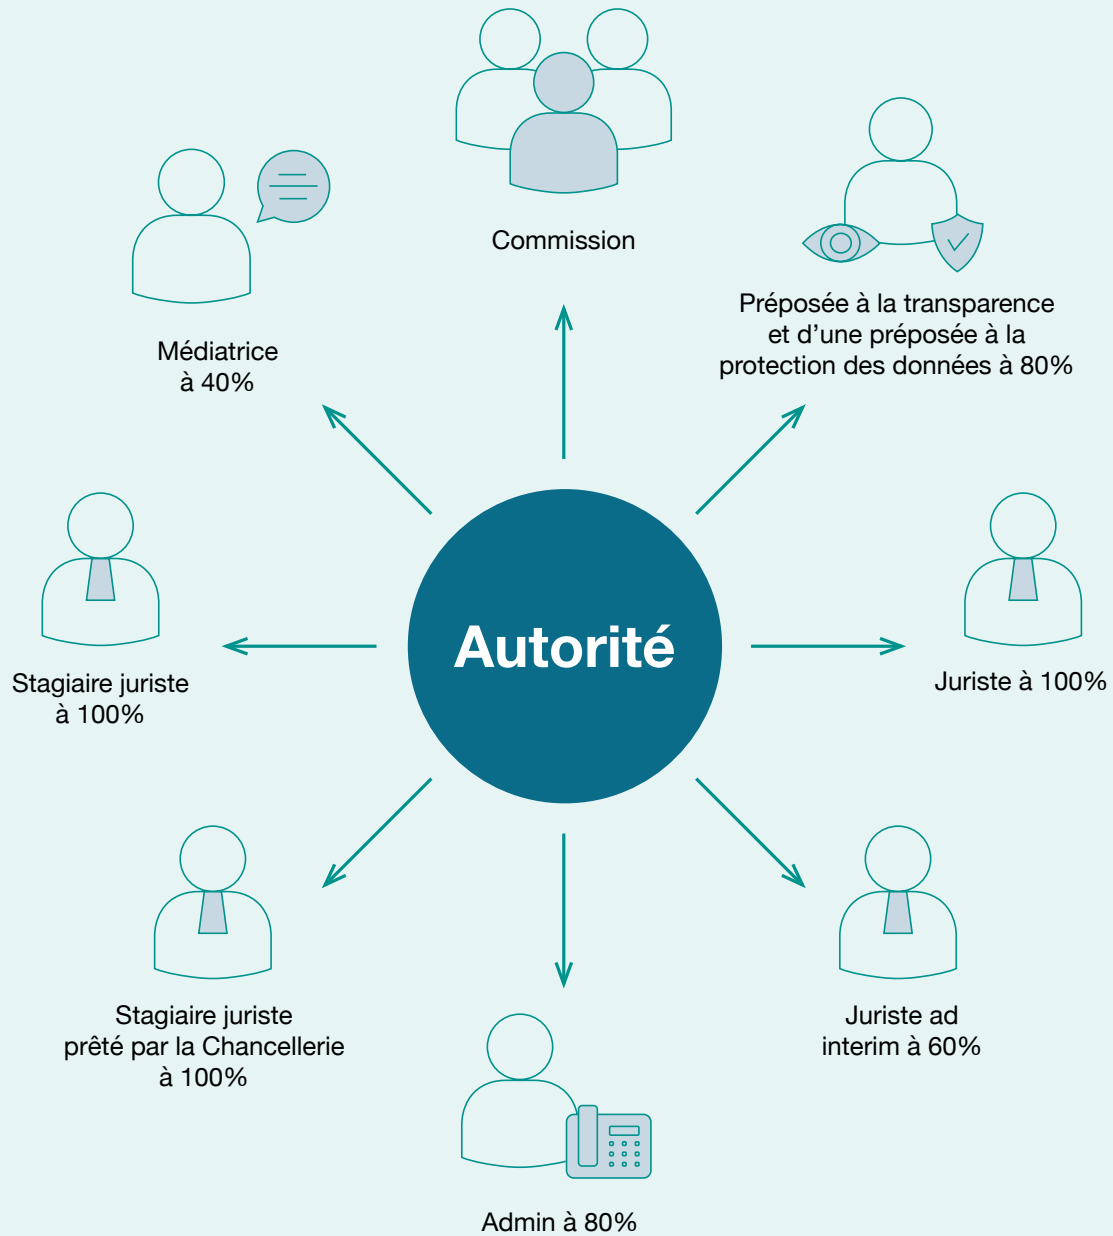 Commission
Préposée à la transparence
et d’une préposée à la
protection des données à 80%
Médiatrice
à 40%
Autorité
Stagiaire juriste
à 100%
Juriste à 100%
Stagiaire juriste
prêté par la Chancellerie
à 100%
Juriste ad
interim à 60%
Admin à 80%